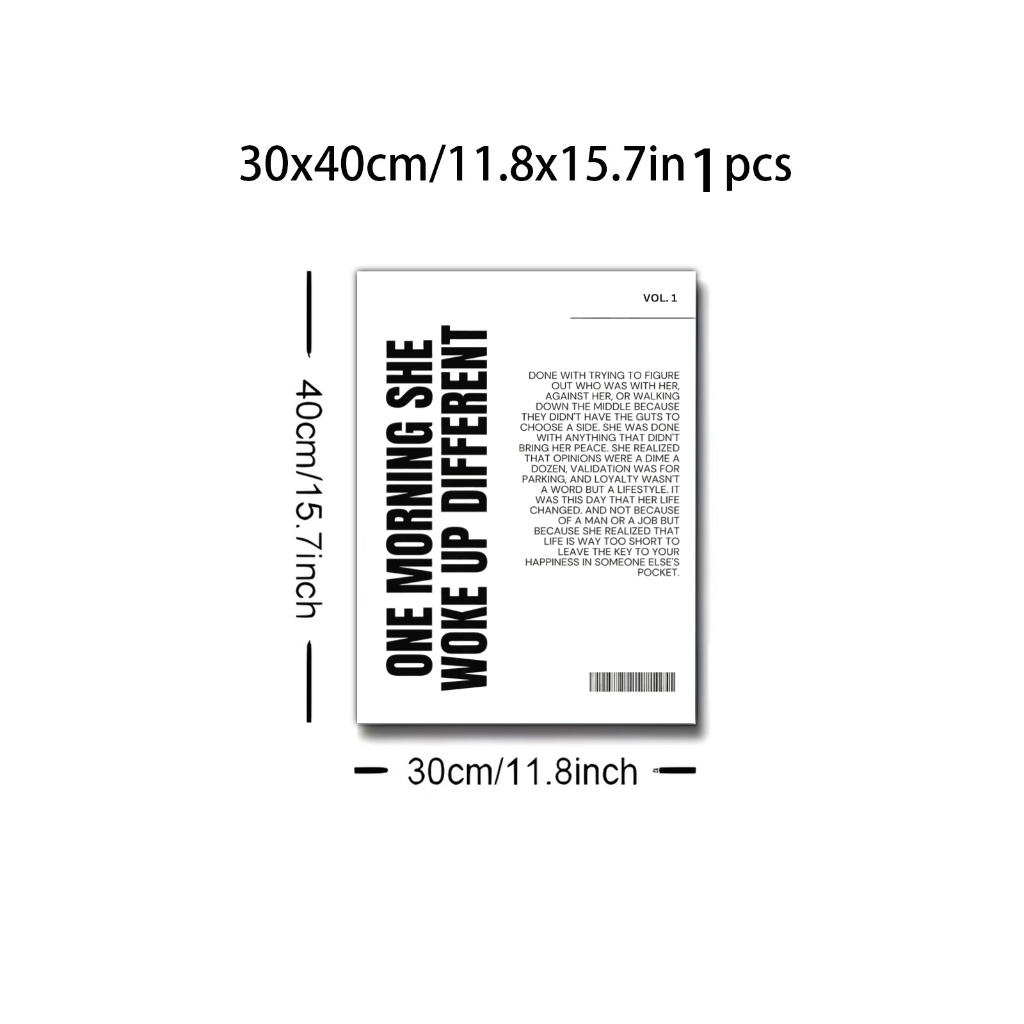 30x40cm/11.8x15.7in 1 pcs
VOL. 1
ONE MORNING SHE
WOKE UP DIFFERENT
DONE WITH TRYING TO FIGURE
OUT WHO WAS WITH HER,
AGAINST HER, OR WALKING
DOWN THE MIDDLE BECAUSE
THEY DIDN'T HAVE THE GUTS TO
CHOOSE A SIDE. SHE WAS DONE
WITH ANYTHING THAT DIDN'T
BRING HER PEACE. SHE REALIZED
THAT OPINIONS WERE A DIME A
DOZEN, VALIDATION WAS FOR
PARKING, AND LOYALTY WASN'T
A WORD BUT A LIFESTYLE. IT
WAS THIS DAY THAT HER LIFE
CHANGED. AND NOT BECAUSE
OF A MAN OR A JOB BUT
BECAUSE SHE REALIZED THAT
LIFE IS WAY TOO SHORT TO
LEAVE THE KEY TO YOUR
HAPPINESS IN SOMEONE ELSE'S
POCKET.
40cm/15.7inch
30cm/11.8inch